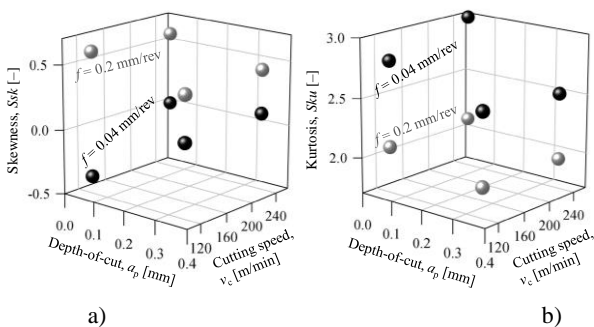 Skewness, Ssk [–]
0.5
0.0
-0.5
f = 0.2 mm/rev
f = 0.04 mm/rev
0.0
0.1
0.2
0.3
0.4
Depth-of-cut, ap [mm]
120
160
200
240
Cutting speed,
vc [m/min]
a)
Kurtosis, Sku [–]
3.0
2.5
2.0
f = 0.04 mm/rev
f = 0.2 mm/rev
0.0
0.1
0.2
0.3
0.4
Depth-of-cut, ap [mm]
120
160
200
240
Cutting speed,
vc [m/min]
b)